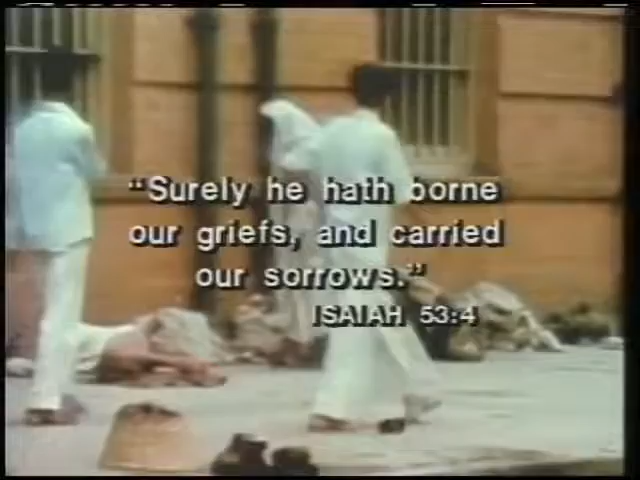 “Surely he hath borne
our griefs, and carried
our sorrows.”
ISAIAH 53:4